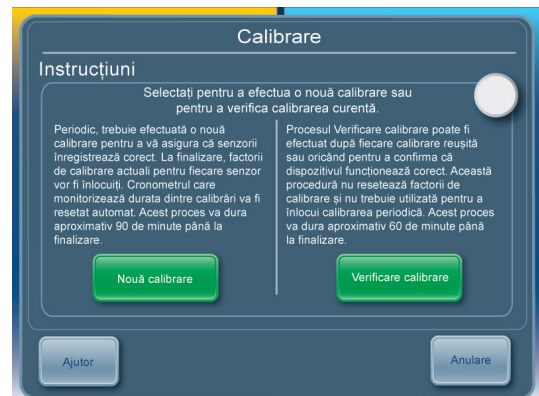 Calibrare
Instrucțiuni
Selectați pentru a efectua o nouă calibrare sau
pentru a verifica calibrarea curentă.
Periodic, trebuie efectuată o nouă
calibrare pentru a vă asigura că senzorii
înregistrează corect. La finalizare, factorii
de calibrare actuali pentru fiecare senzor
vor fi înlocuiți. Cronometrul care
monitorizează durata dintre calibrări va fi
resetat automat. Acest proces va dura
aproximativ 90 de minute până la
finalizare.
Nouă calibrare
Procesul Verificare calibrare poate fi
efectuat după fiecare calibrare reușită
sau oricând pentru a confirma că
dispozitivul funcționează corect. Această
procedură nu resetează factorii de
calibrare și nu trebuie utilizată pentru a
înlocui calibrarea periodică. Acest proces
va dura aproximativ 60 de minute până
la finalizare.
Verificare calibrare
Ajutor
Anulare